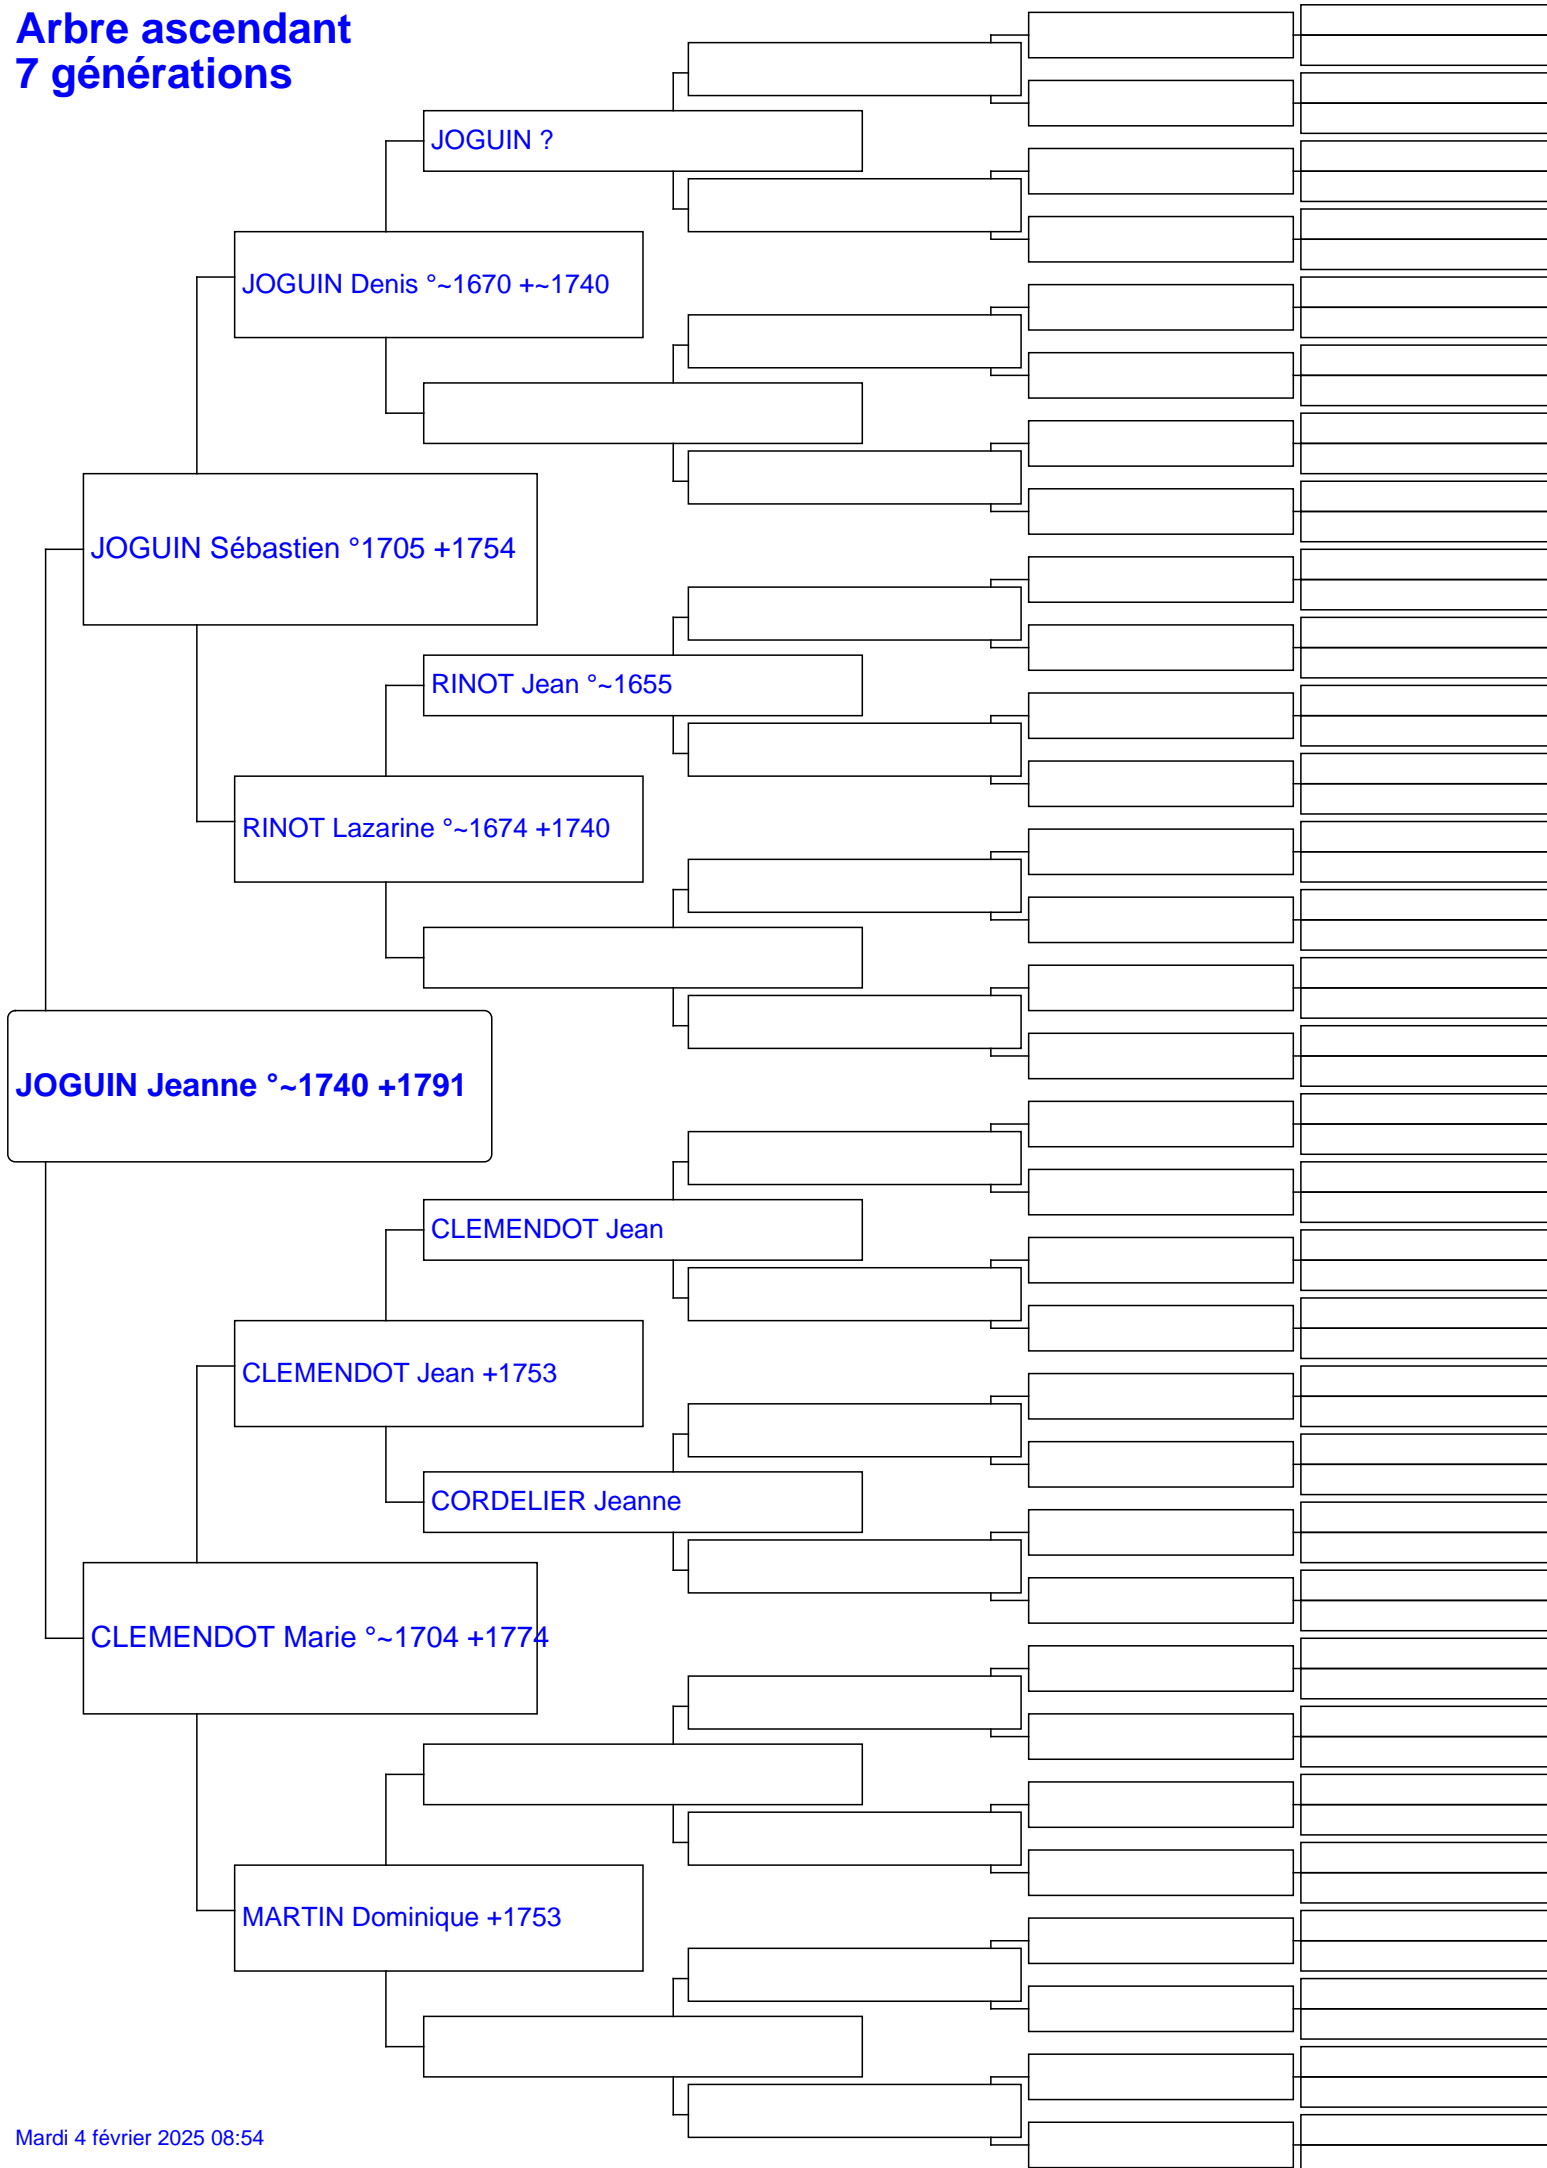 Arbre ascendant
7 générations
JOGUIN ?
JOGUIN Denis °~1670 +~1740
JOGUIN Sébastien °1705 +1754
RINOT Jean °~1655
RINOT Lazarine °~1674 +1740
JOGUIN Jeanne °~1740 +1791
CLEMENDOT Jean
CLEMENDOT Jean +1753
CORDELIER Jeanne
CLEMENDOT Marie °~1704 +1774
MARTIN Dominique +1753
Mardi 4 février 2025 08:54